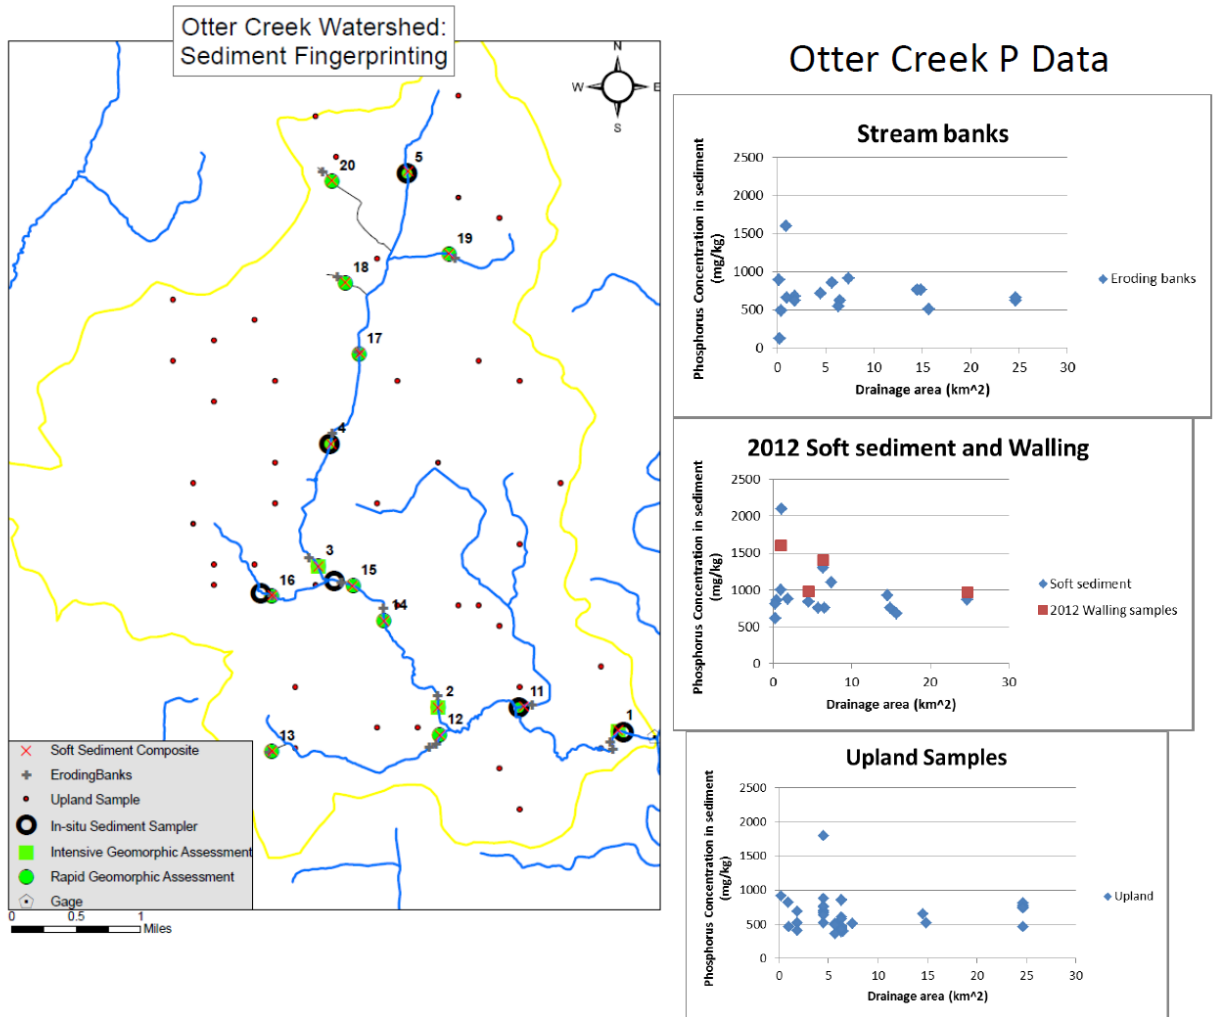 Otter Creek Watershed:
Sediment Fingerprinting
N
W
E
S
20
5
19
18
17
4
3
16
15
14
2
12
11
1
13
Soft Sediment Composite
ErodingBanks
Upland Sample
In-situ Sediment Sampler
Intensive Geomorphic Assessment
Rapid Geomorphic Assessment
Gage
0 0.5 1
Miles
Otter Creek P Data
Stream banks
Phosphorus Concentration in sediment
(mg/kg)
2500
2000
1500
1000
500
0
0 5 10 15 20 25 30
Drainage area (km^2)
Eroding banks
2012 Soft sediment and Walling
Phosphorus Concentration in sediment
(mg/kg)
2500
2000
1500
1000
500
0
0 10 20 30
Drainage area (km^2)
Soft sediment
2012 Walling samples
Upland Samples
Phosphorus Concentration in sediment
(mg/kg)
2500
2000
1500
1000
500
0
0 5 10 15 20 25 30
Drainage area (km^2)
Upland